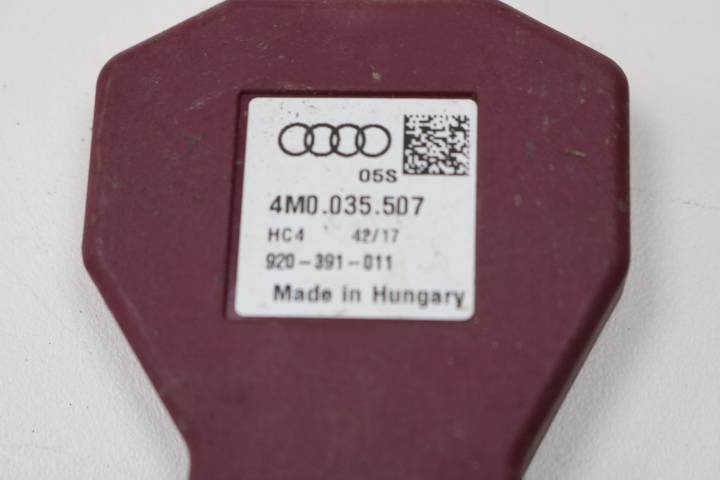 05S
4M0.035.507
HC4 42/17
920-391-011
Made in Hungary